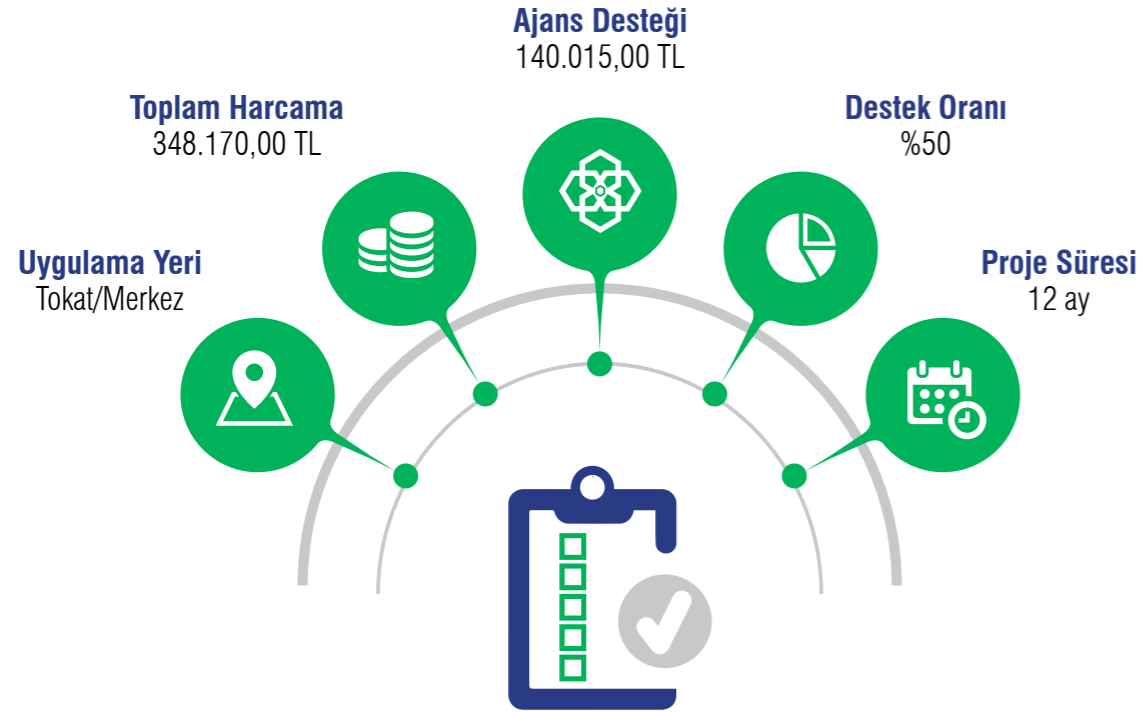 Ajans Desteği
140.015,00 TL
Toplam Harcama
348.170,00 TL
Destek Oranı
%50
Uygulama Yeri
Tokat/Merkez
Proje Süresi
12 ay